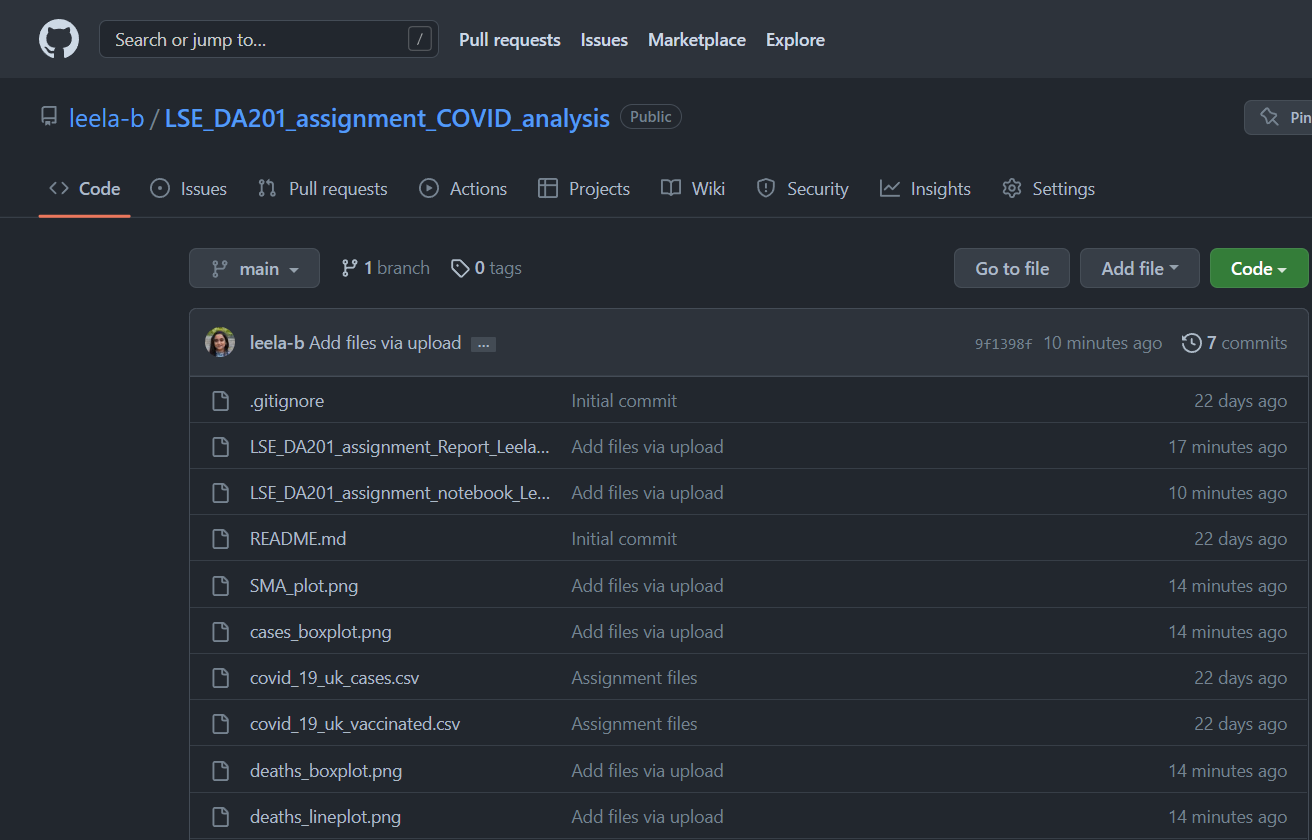 Search or jump to... /
Pull requests Issues Marketplace Explore
leela-b / LSE_DA201_assignment_COVID_analysis Public
Pin
Code Issues Pull requests Actions Projects Wiki Security Insights Settings
main 1 branch 0 tags Go to file Add file Code
leela-b Add files via upload ... 9f1398f 10 minutes ago 7 commits
.gitignore Initial commit 22 days ago
LSE_DA201_assignment_Report_Leela... Add files via upload 17 minutes ago
LSE_DA201_assignment_notebook_Le... Add files via upload 10 minutes ago
README.md Initial commit 22 days ago
SMA_plot.png Add files via upload 14 minutes ago
cases_boxplot.png Add files via upload 14 minutes ago
covid_19_uk_cases.csv Assignment files 22 days ago
covid_19_uk_vaccinated.csv Assignment files 22 days ago
deaths_boxplot.png Add files via upload 14 minutes ago
deaths_lineplot.png Add files via upload 14 minutes ago